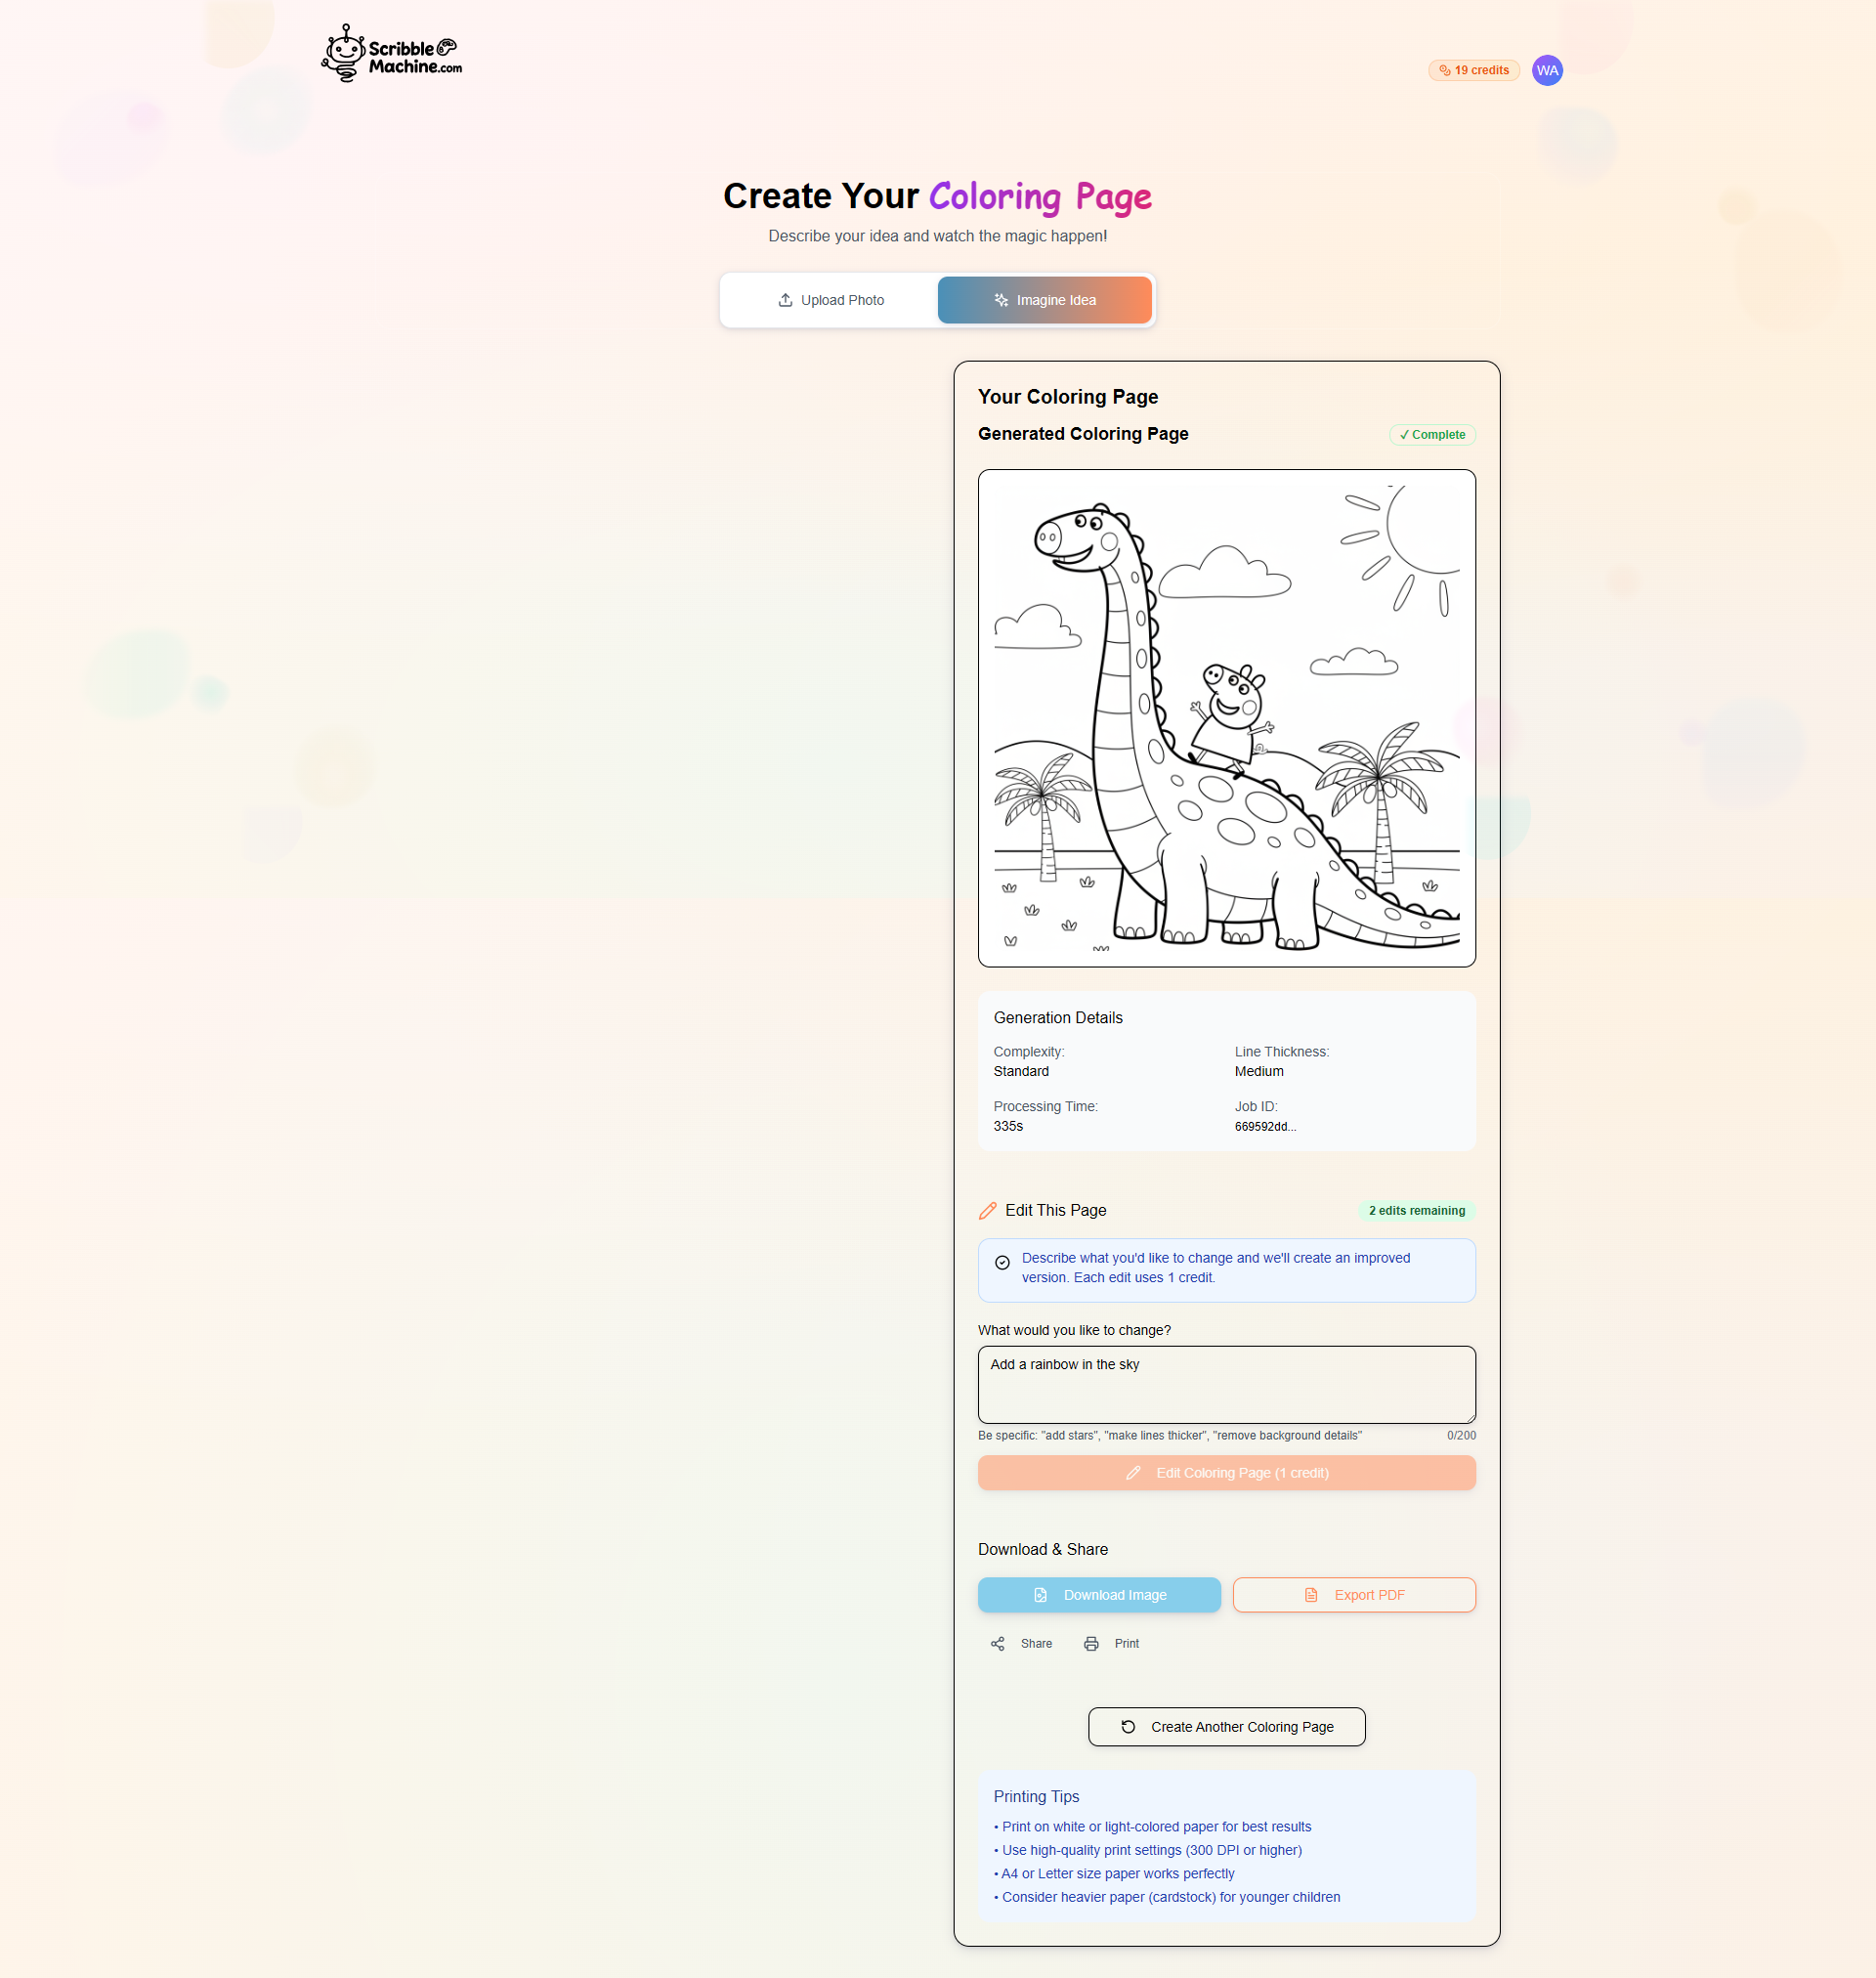 Scribble
Machine.com
19 credits
WA
Create Your Coloring Page
Describe your idea and watch the magic happen!
Upload Photo
Imagine Idea
Your Coloring Page
Generated Coloring Page
✓ Complete
Generation Details
Complexity:
Line Thickness:
Standard
Medium
Processing Time:
Job ID:
335s
669592dd...
Edit This Page
2 edits remaining
Describe what you'd like to change and we'll create an improved
version. Each edit uses 1 credit.
What would you like to change?
Add a rainbow in the sky
Be specific: "add stars", "make lines thicker", "remove background details"
0/200
Edit Coloring Page (1 credit)
Download & Share
Download Image
Export PDF
Share
Print
Create Another Coloring Page
Printing Tips
• Print on white or light-colored paper for best results
• Use high-quality print settings (300 DPI or higher)
• A4 or Letter size paper works perfectly
• Consider heavier paper (cardstock) for younger children